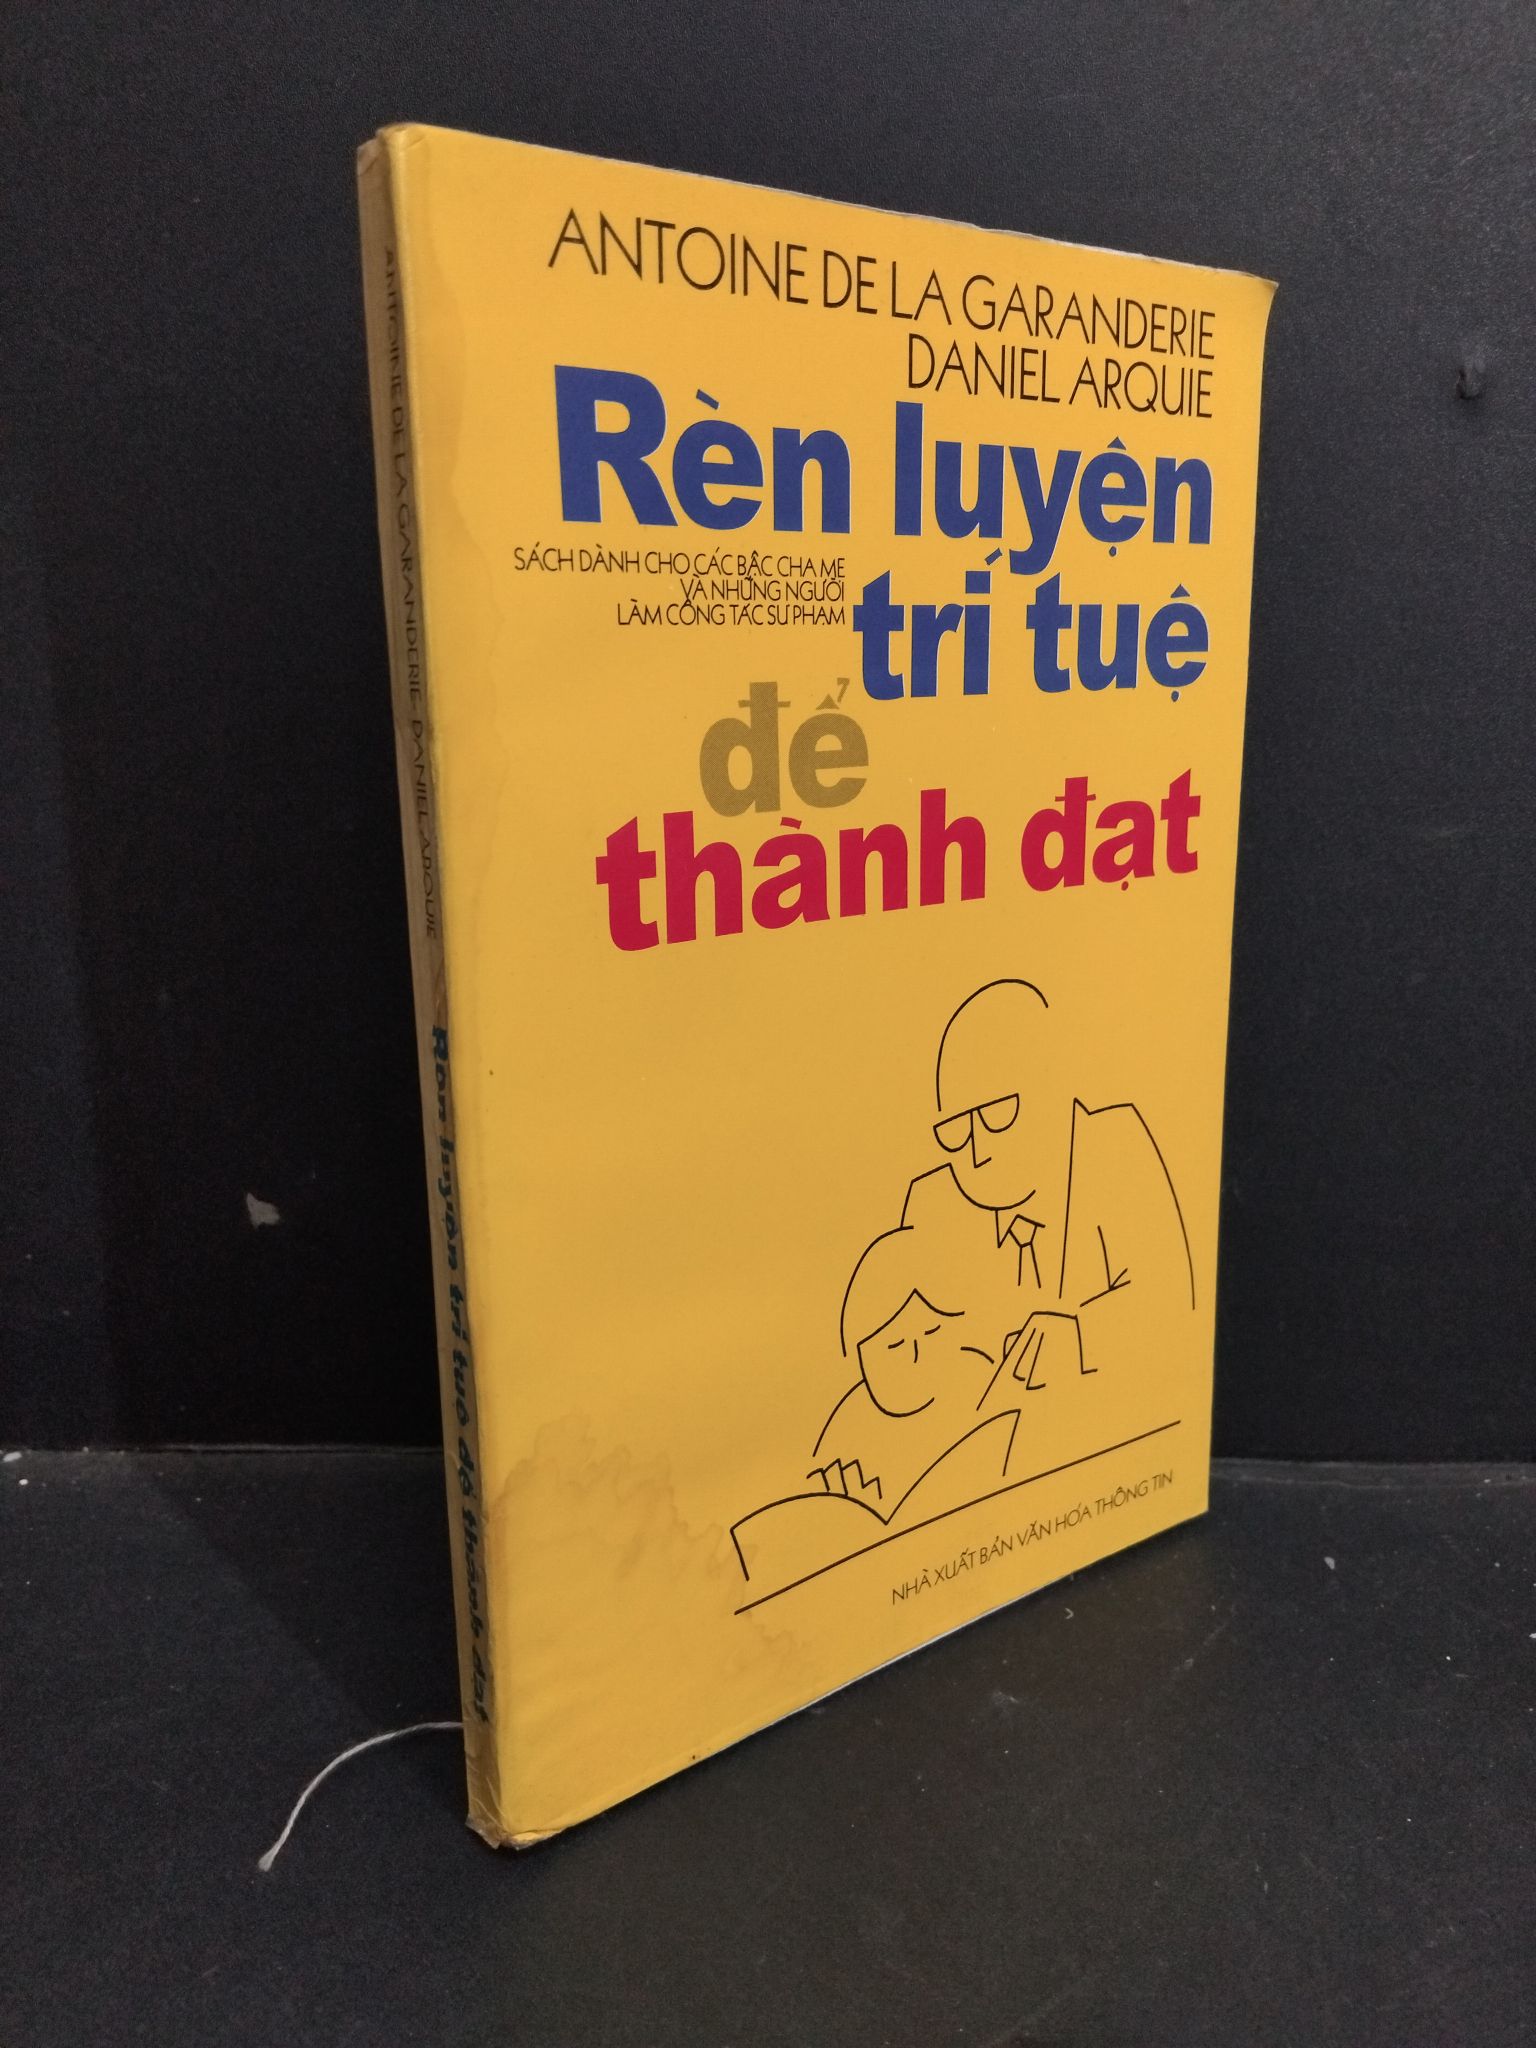 ANTOINE DE LA GARANDERIE
DANIEL ARQUIE
Rèn luyện
SÁCH DÀNH CHO CÁC BẬC CHA MẸ
VÀ NHỮNG NGƯỜI
LÀM CÔNG TÁC SƯ PHẠM
trí tuệ
để
thành đạt
NHÀ XUẤT BẢN VĂN HÓA THÔNG TIN
ANTOINE DE LA GARANDERIE DANIEL ARQUIE
Rèn luyện trí tuệ để thành đạt